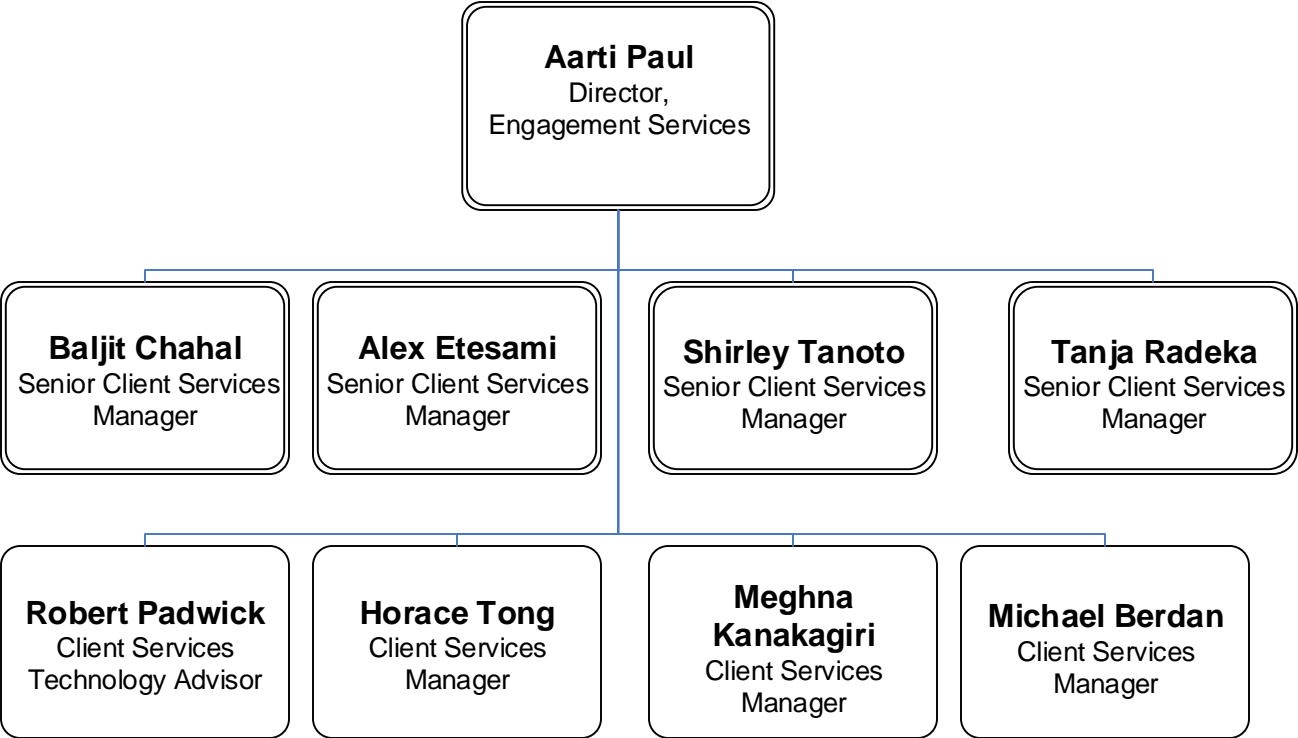 Aarti Paul
Director,
Engagement Services
Baljit Chahal
Senior Client Services
Manager
Alex Etesami
Senior Client Services
Manager
Shirley Tanoto
Senior Client Services
Manager
Tanja Radeka
Senior Client Services
Manager
Robert Padwick
Client Services
Technology Advisor
Horace Tong
Client Services
Manager
Meghna
Kanakagiri
Client Services
Manager
Michael Berdan
Client Services
Manager